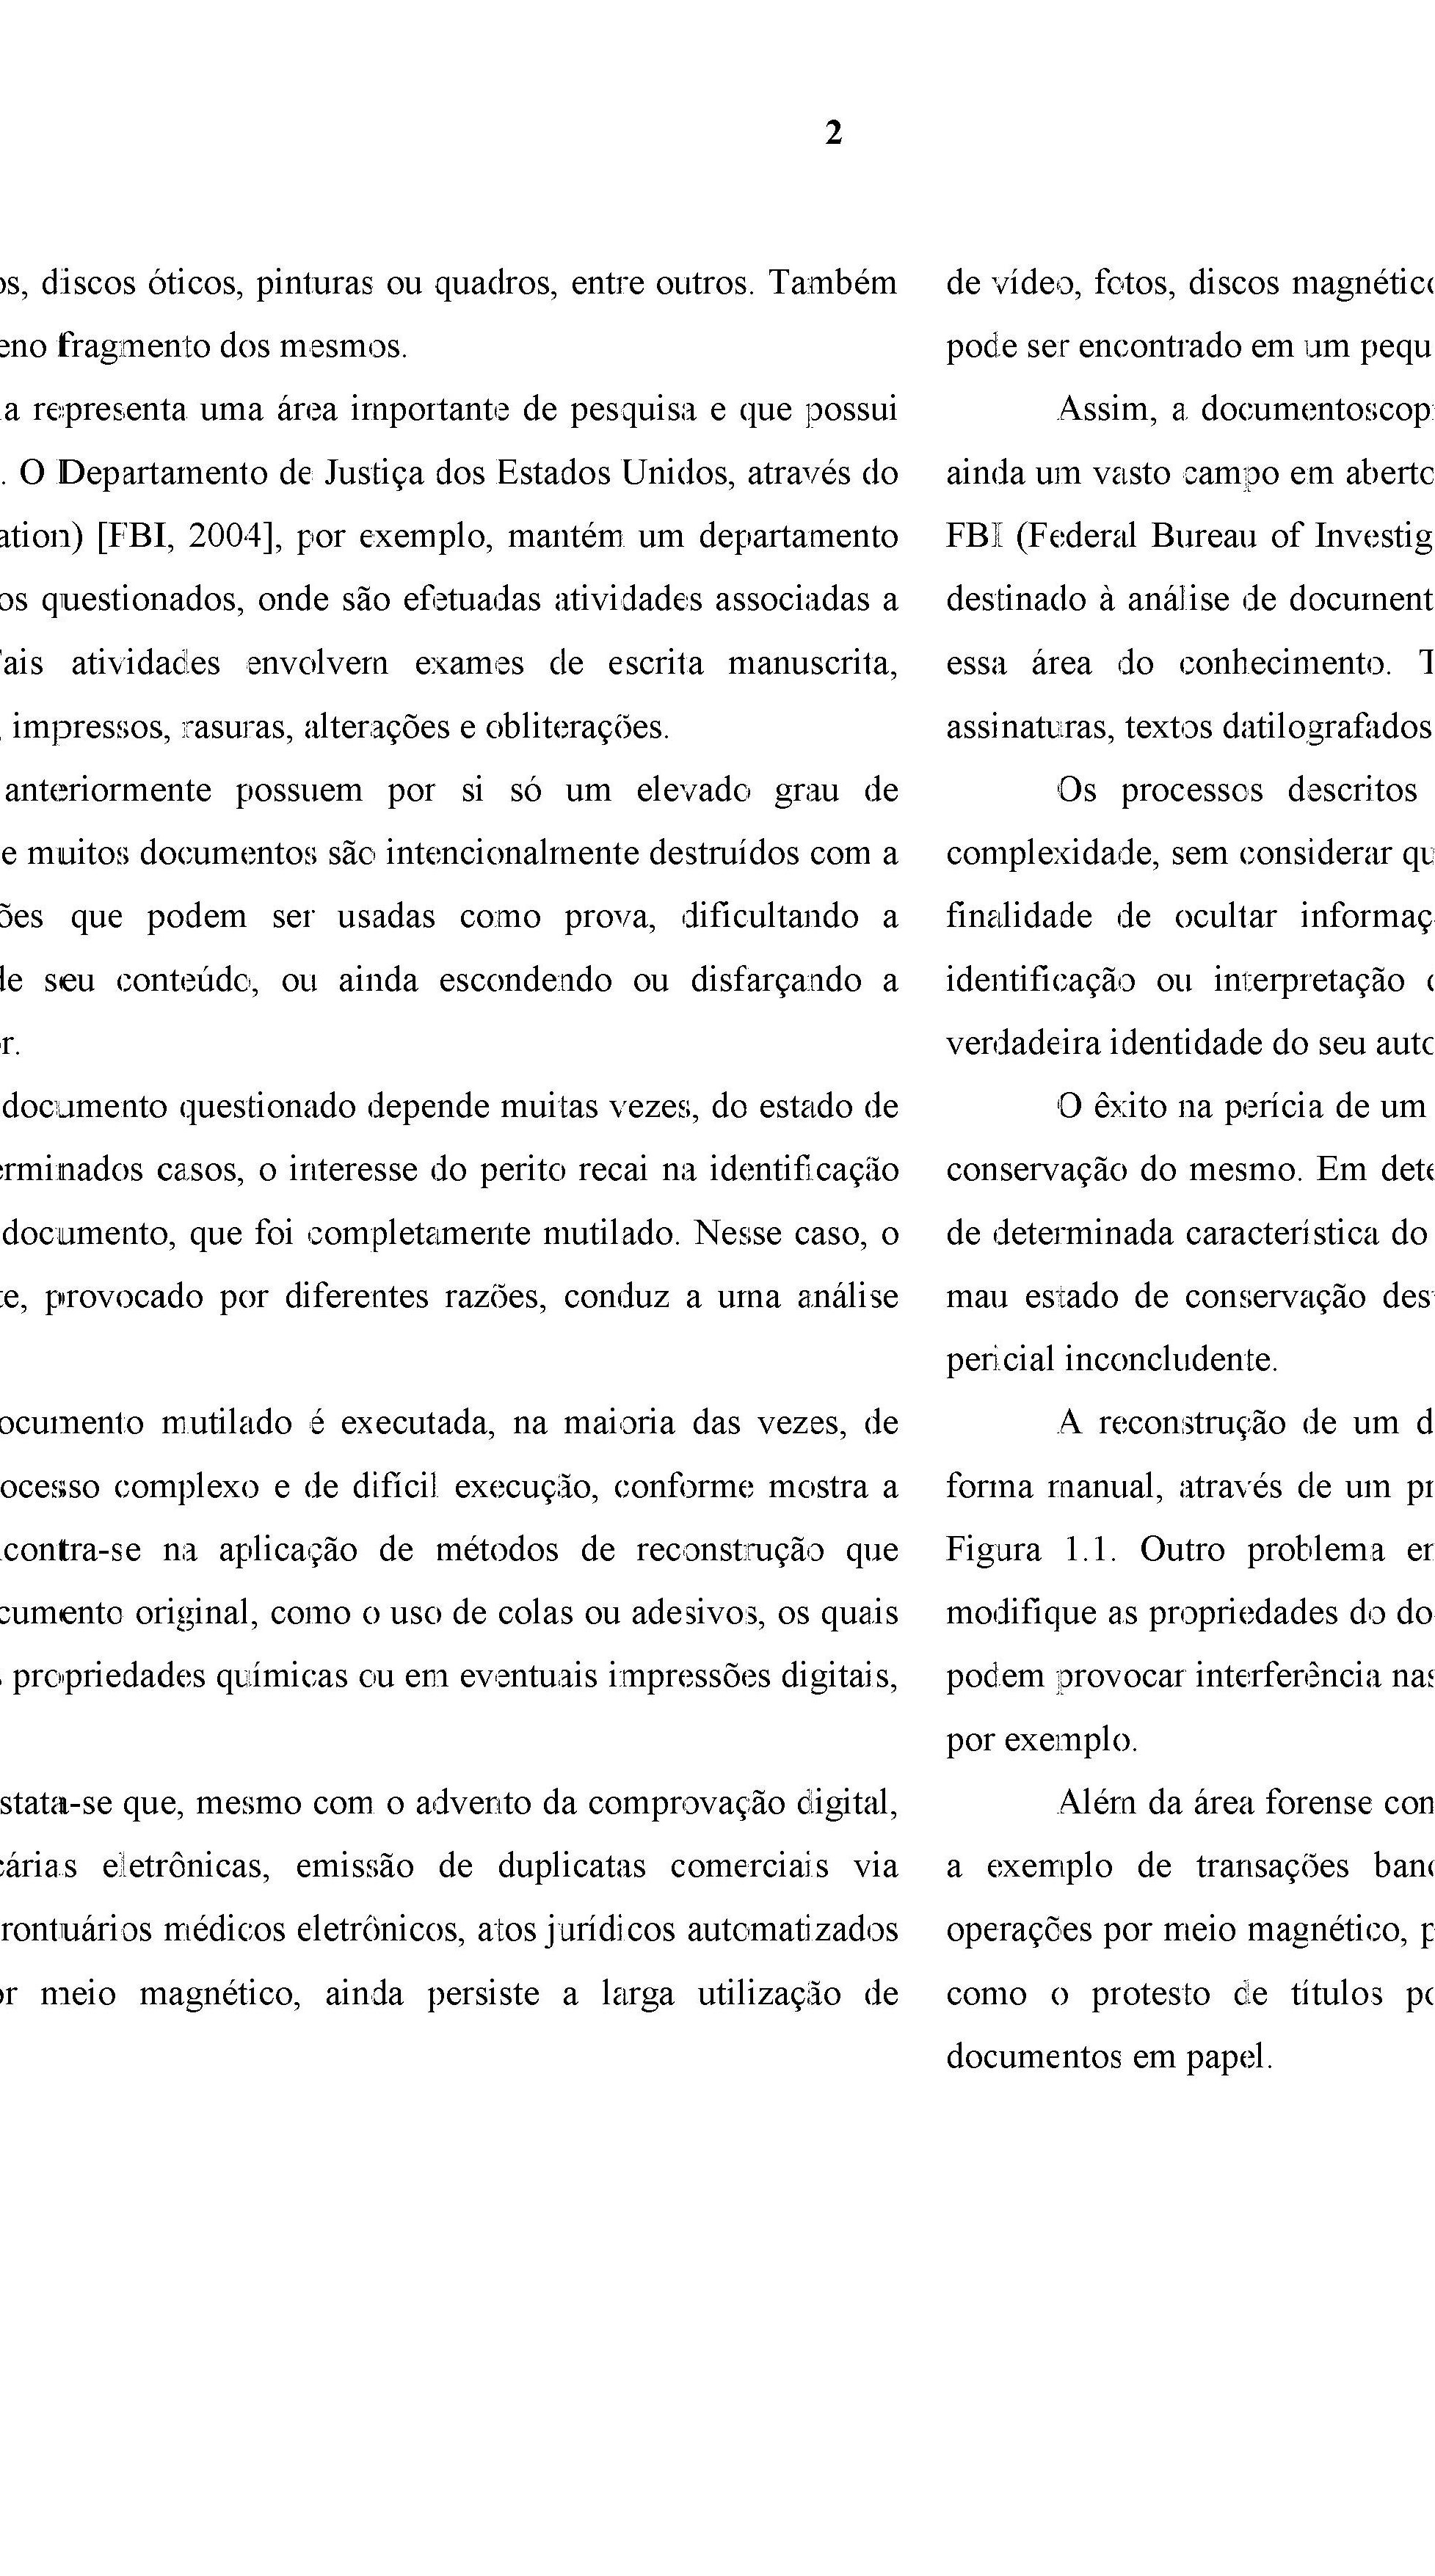 2
os, discos óticos, pinturas ou quadros, entre outros. Também
eno fragmento dos mesmos.
a representa uma área importante de pesquisa e que possui
. O Departamento de Justiça dos Estados Unidos, através do
ation) [FBI, 2004], por exemplo, mantém um departamento
os questionados, onde são efetuadas atividades associadas a
ais atividades envolvem exames de escrita manuscrita,
, impressos, rasuras, alterações e obliterações.
anteriormente possuem por si só um elevado grau de
e muitos documentos são intencionalmente destruídos com a
ões que podem ser usadas como prova, dificultando a
de seu conteúdo, ou ainda escondendo ou disfarçando a
r.
documento questionado depende muitas vezes, do estado de
erminados casos, o interesse do perito recai na identificação
documento, que foi completamente mutilado. Nesse caso, o
te, provocado por diferentes razões, conduz a uma análise
ocumento mutilado é executada, na maioria das vezes, de
ocesso complexo e de difícil execução, conforme mostra a
contra-se na aplicação de métodos de reconstrução que
cumento original, como o uso de colas ou adesivos, os quais
s propriedades químicas ou em eventuais impressões digitais,
stata-se que, mesmo com o advento da comprovação digital,
cárias eletrônicas, emissão de duplicatas comerciais via
rontuários médicos eletrônicos, atos jurídicos automatizados
or meio magnético, ainda persiste a larga utilização de
de vídeo, fotos, discos magnétic
pode ser encontrado em um pequ
Assim, a documentoscop
ainda um vasto campo em aberto
FBI (Federal Bureau of Investig
destinado à análise de document
essa área do conhecimento. T
assinaturas, textos datilografados
Os processos descritos
complexidade, sem considerar qu
finalidade de ocultar informaç
identificação ou interpretação d
verdadeira identidade do seu auto
O êxito na perícia de um
conservação do mesmo. Em dete
de determinada característica do
mau estado de conservação des
pericial inconcludente.
A reconstrução de um d
forma manual, através de um pr
Figura 1.1. Outro problema en
modifique as propriedades do do
podem provocar interferência nas
por exemplo.
Além da área forense con
a exemplo de transações banc
operações por meio magnético, p
como o protesto de títulos po
documentos em papel.